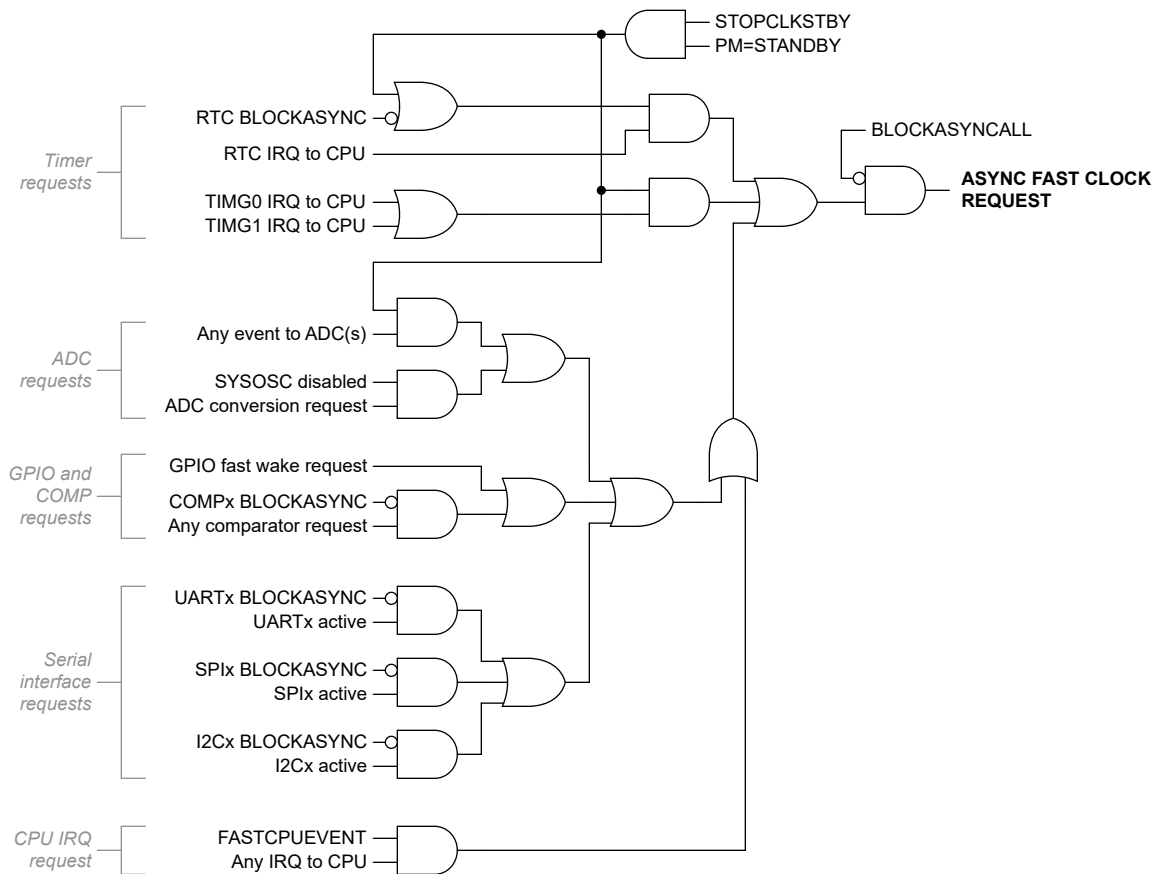 STOPCLKSTBY
PM=STANDBY
RTC BLOCKASYNC
BLOCKASYNCALL
Timer
requests
RTC IRQ to CPU
ASYNC FAST CLOCK
REQUEST
TIMG0 IRQ to CPU
TIMG1 IRQ to CPU
ADC
requests
Any event to ADC(s)
SYSOSC disabled
ADC conversion request
GPIO and
COMP
requests
GPIO fast wake request
COMPx BLOCKASYNC
Any comparator request
Serial
interface
requests
UARTx BLOCKASYNC
UARTx active
SPIx BLOCKASYNC
SPIx active
I2Cx BLOCKASYNC
I2Cx active
CPU IRQ
request
FASTCPUEVENT
Any IRQ to CPU